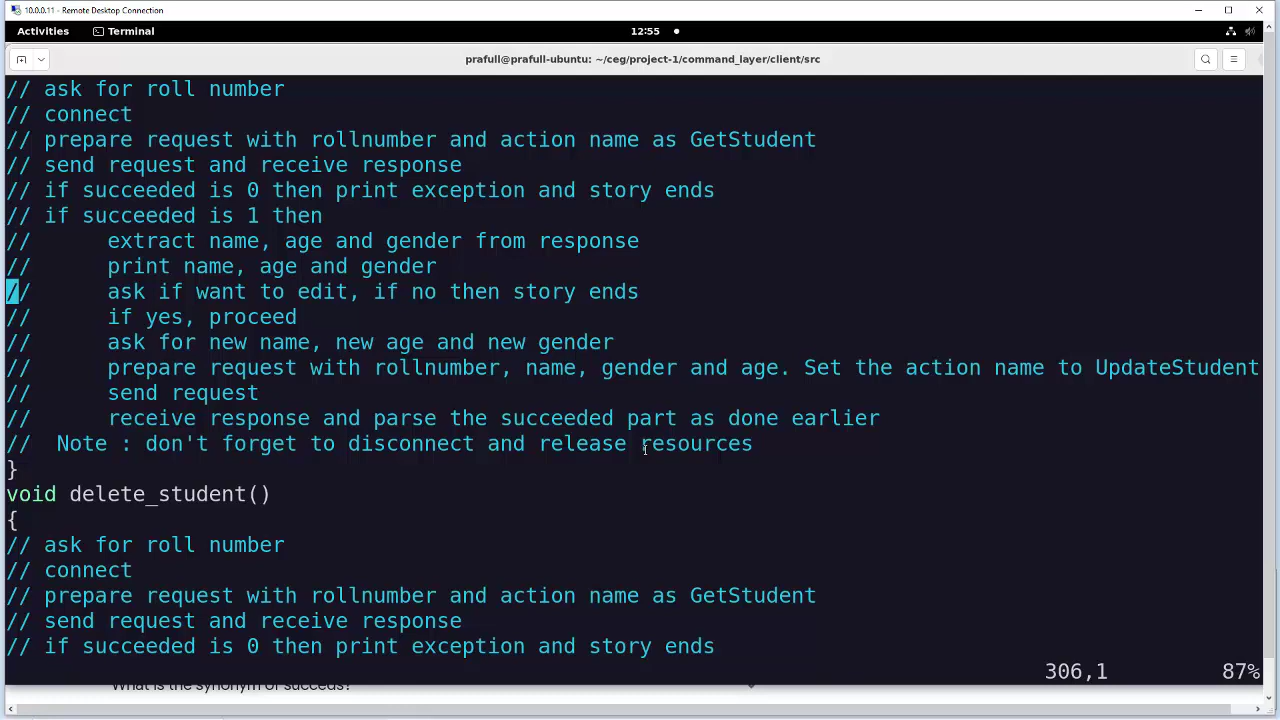 10.0.0.11 - Remote Desktop Connection
Activities Terminal 12:55
prafull@prafull-ubuntu: ~/ceg/project-1/command_layer/client/src
// ask for roll number
// connect
// prepare request with rollnumber and action name as GetStudent
// send request and receive response
// if succeeded is 0 then print exception and story ends
// if succeeded is 1 then
// extract name, age and gender from response
// print name, age and gender
// ask if want to edit, if no then story ends
// if yes, proceed
// ask for new name, new age and new gender
// prepare request with rollnumber, name, gender and age. Set the action name to UpdateStudent
// send request
// receive response and parse the succeeded part as done earlier
// Note : don't forget to disconnect and release resources
}
void delete_student()
{
// ask for roll number
// connect
// prepare request with rollnumber and action name as GetStudent
// send request and receive response
// if succeeded is 0 then print exception and story ends
306,1 87%
What is the synonym of succeds?